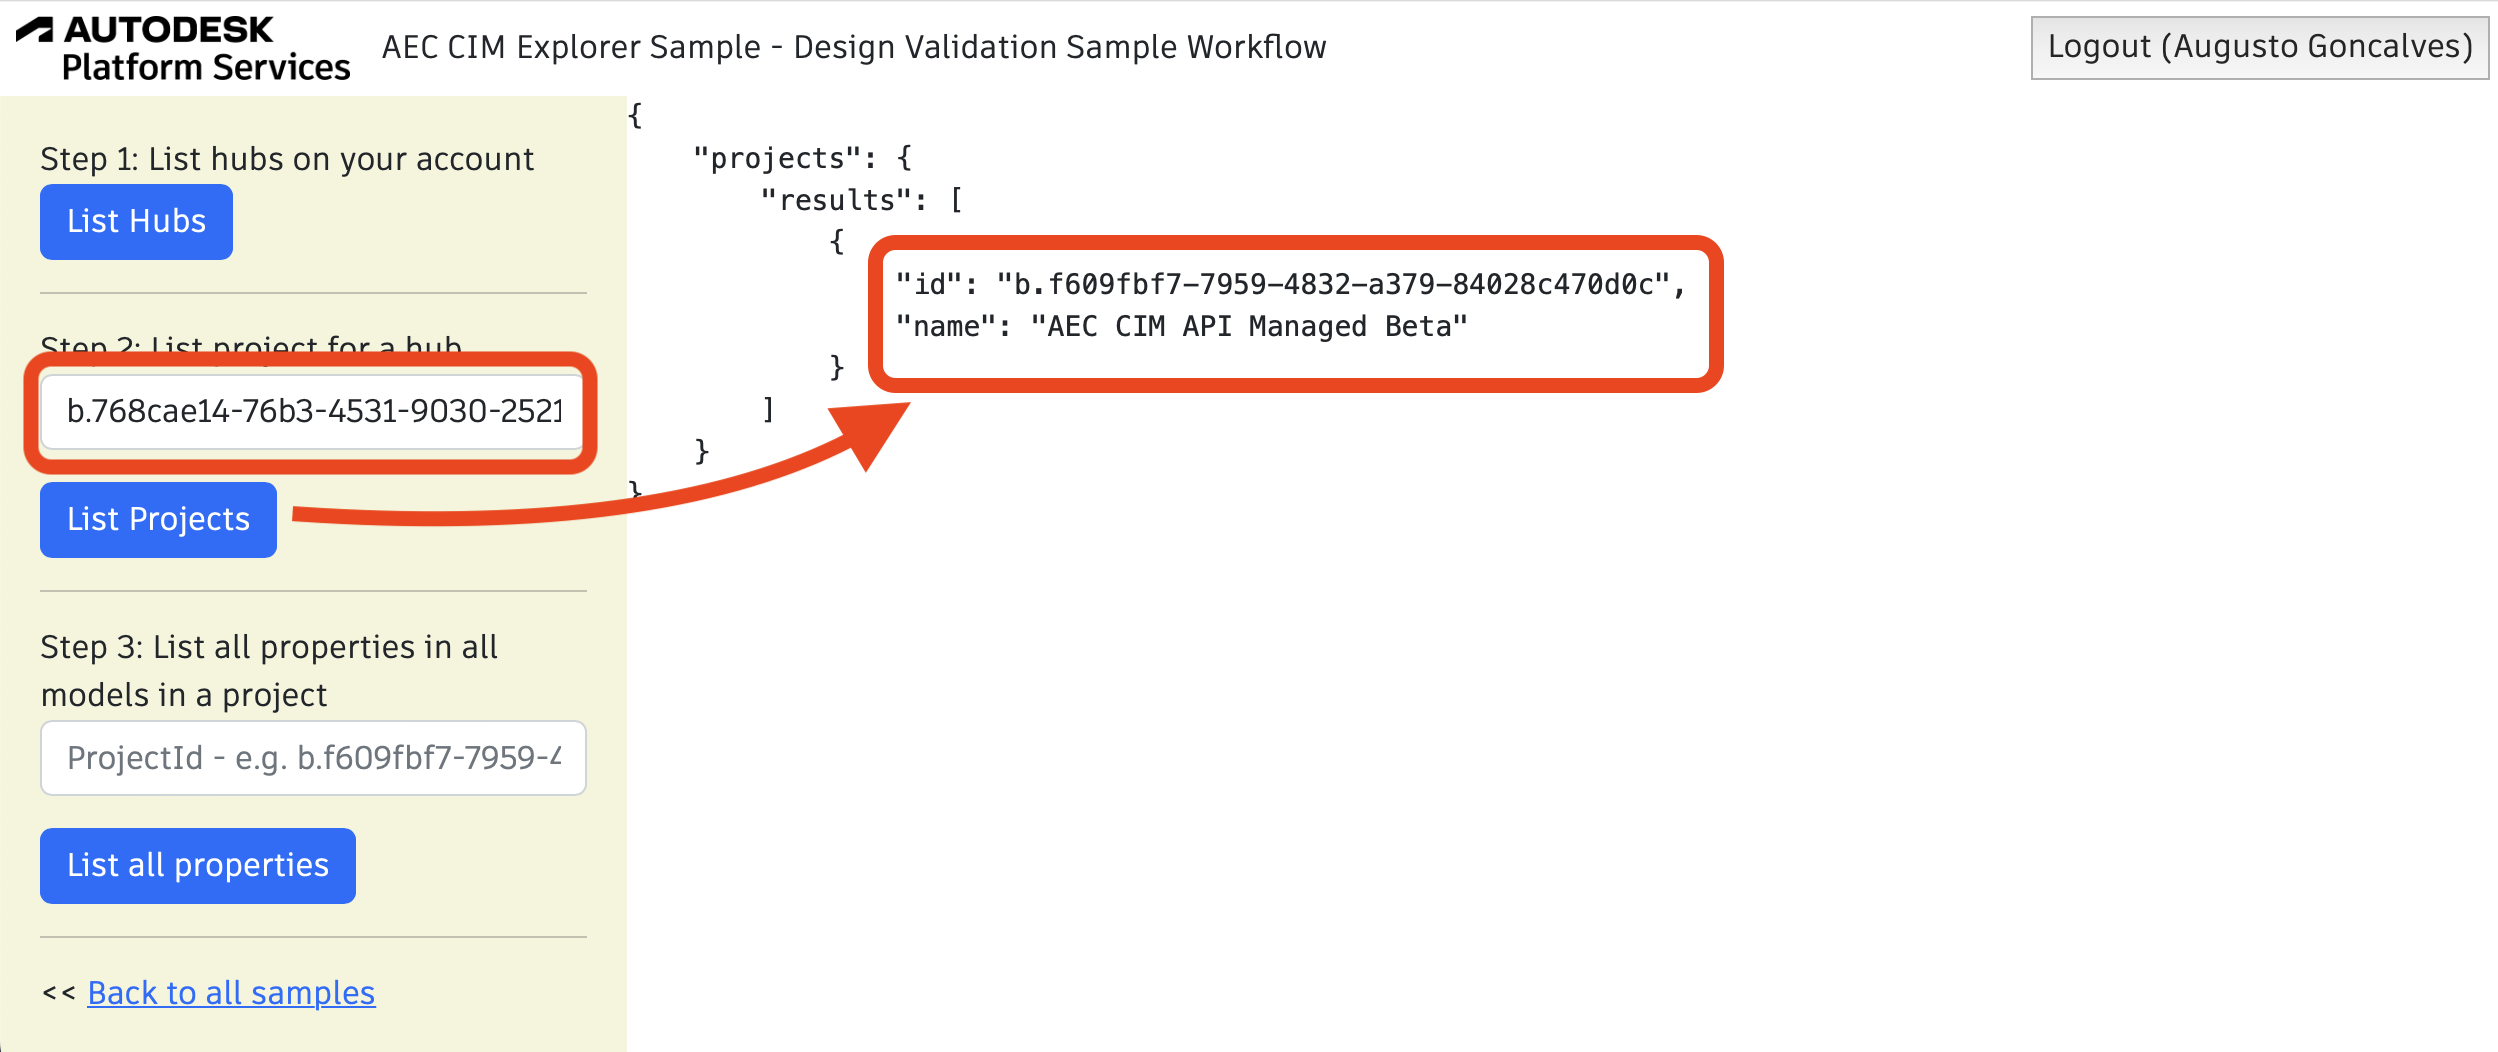 AUTODESK
Platform Services
AEC CIM Explorer Sample - Design Validation Sample Workflow
Logout (Augusto Goncalves)
Step 1: List hubs on your account
List Hubs
Step 2: List project for a hub
b.768cae14-76b3-4531-9030-2521
List Projects
Step 3: List all properties in all
models in a project
ProjectId - e.g. b.f609fbf7-7959-4
List all properties
<< Back to all samples
{
"projects": {
"results": [
{
"id": "b.f609fbf7-7959-4832-a379-84028c470d0c",
"name": "AEC CIM API Managed Beta"
}
]
}
}